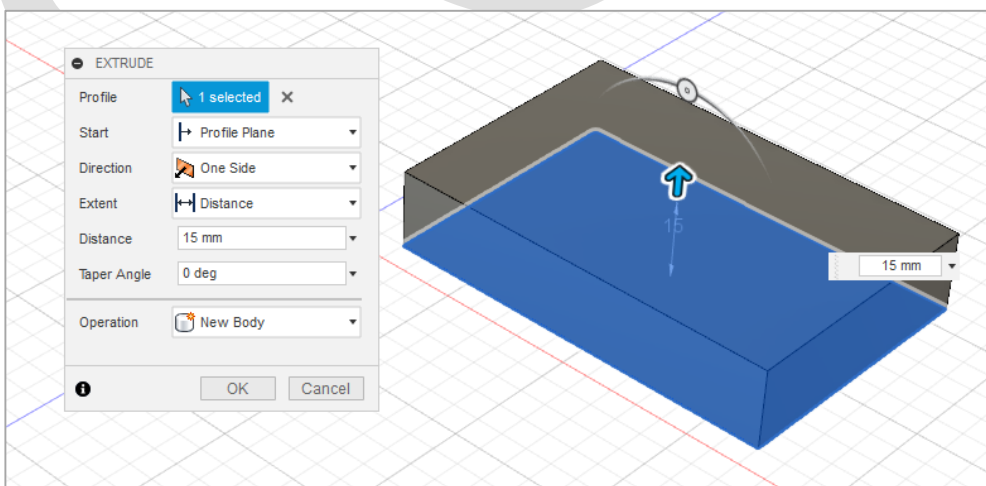 EXTRUDE
Profile 1 selected
Start Profile Plane
Direction One Side
Extent Distance
Distance 15 mm
Taper Angle 0 deg
Operation New Body
OK Cancel
15
15 mm